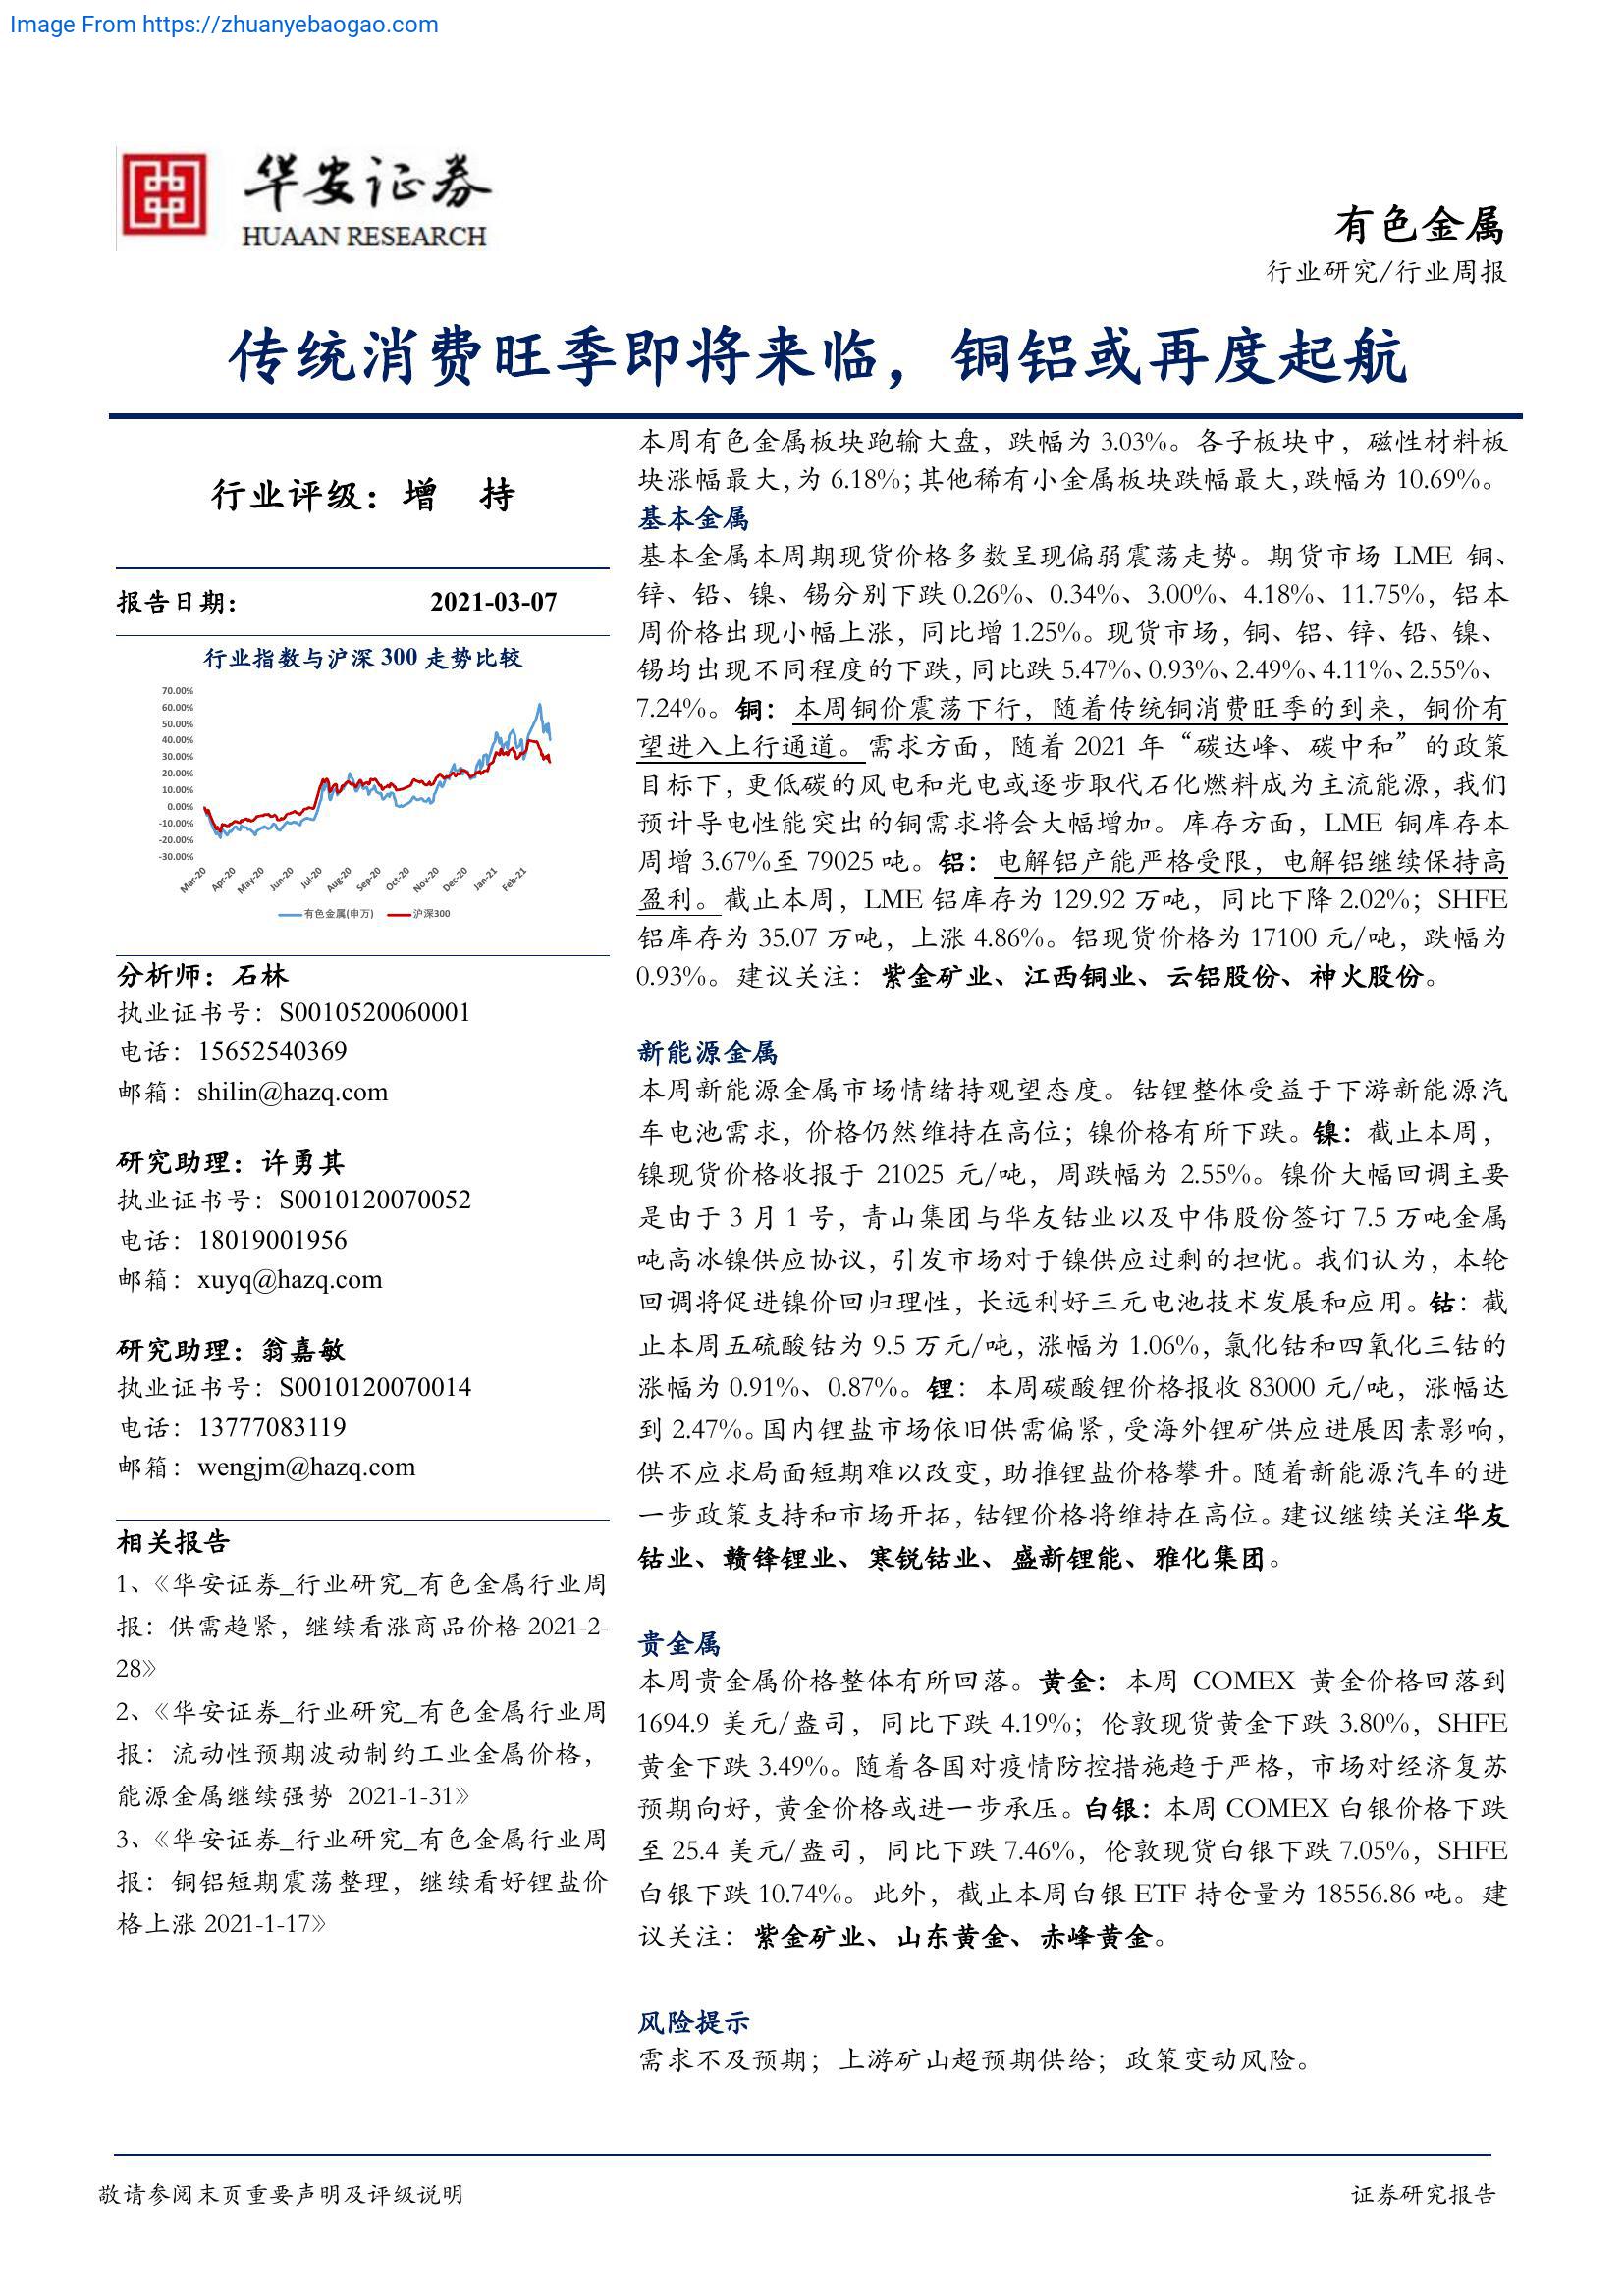 Image From https://zhuanyebaogao.com
华安证券
HUAAN RESEARCH
有色金属
行业研究/行业周报
传统消费旺季即将来临，铜铝或再度起航
行业评级：增 持
报告日期： 2021-03-07
行业指数与沪深 300 走势比较
70.00%
60.00%
50.00%
40.00%
30.00%
20.00%
10.00%
0.00%
-10.00%
-20.00%
-30.00%
Mar-20 Apr-20 May-20 Jun-20 Jul-20 Aug-20 Sep-20 Oct-20 Nov-20 Dec-20 Jan-21 Feb-21
有色金属(申万) 沪深300
分析师：石林
执业证书号：S0010520060001
电话：15652540369
邮箱：shilin@hazq.com
研究助理：许勇其
执业证书号：S0010120070052
电话：18019001956
邮箱：xuyq@hazq.com
研究助理：翁嘉敏
执业证书号：S0010120070014
电话：13777083119
邮箱：wengjm@hazq.com
相关报告
1、《华安证券_行业研究_有色金属行业周
报：供需趋紧，继续看涨商品价格 2021-2-
28》
2、《华安证券_行业研究_有色金属行业周
报：流动性预期波动制约工业金属价格，
能源金属继续强势 2021-1-31》
3、《华安证券_行业研究_有色金属行业周
报：铜铝短期震荡整理，继续看好锂盐价
格上涨 2021-1-17》
本周有色金属板块跑输大盘，跌幅为 3.03%。各子板块中，磁性材料板
块涨幅最大，为 6.18%；其他稀有小金属板块跌幅最大，跌幅为 10.69%。
基本金属
基本金属本周期现货价格多数呈现偏弱震荡走势。期货市场 LME 铜、
锌、铅、镍、锡分别下跌 0.26%、0.34%、3.00%、4.18%、11.75%，铝本
周价格出现小幅上涨，同比增 1.25%。现货市场，铜、铝、锌、铅、镍、
锡均出现不同程度的下跌，同比跌 5.47%、0.93%、2.49%、4.11%、2.55%、
7.24%。铜：本周铜价震荡下行，随着传统铜消费旺季的到来，铜价有
望进入上行通道。需求方面，随着 2021 年“碳达峰、碳中和”的政策
目标下，更低碳的风电和光电或逐步取代石化燃料成为主流能源，我们
预计导电性能突出的铜需求将会大幅增加。库存方面，LME 铜库存本
周增 3.67%至 79025 吨。铝：电解铝产能严格受限，电解铝继续保持高
盈利。截止本周，LME 铝库存为 129.92 万吨，同比下降 2.02%；SHFE
铝库存为 35.07 万吨，上涨 4.86%。铝现货价格为 17100 元/吨，跌幅为
0.93%。建议关注：紫金矿业、江西铜业、云铝股份、神火股份。
新能源金属
本周新能源金属市场情绪持观望态度。钴锂整体受益于下游新能源汽
车电池需求，价格仍然维持在高位；镍价格有所下跌。镍：截止本周，
镍现货价格收报于 21025 元/吨，周跌幅为 2.55%。镍价大幅回调主要
是由于 3 月 1 号，青山集团与华友钴业以及中伟股份签订 7.5 万吨金属
吨高冰镍供应协议，引发市场对于镍供应过剩的担忧。我们认为，本轮
回调将促进镍价回归理性，长远利好三元电池技术发展和应用。钴：截
止本周五硫酸钴为 9.5 万元/吨，涨幅为 1.06%，氯化钴和四氧化三钴的
涨幅为 0.91%、0.87%。锂：本周碳酸锂价格报收 83000 元/吨，涨幅达
到 2.47%。国内锂盐市场依旧供需偏紧，受海外锂矿供应进展因素影响，
供不应求局面短期难以改变，助推锂盐价格攀升。随着新能源汽车的进
一步政策支持和市场开拓，钴锂价格将维持在高位。建议继续关注华友
钴业、赣锋锂业、寒锐钴业、盛新锂能、雅化集团。
贵金属
本周贵金属价格整体有所回落。黄金：本周 COMEX 黄金价格回落到
1694.9 美元/盎司，同比下跌 4.19%；伦敦现货黄金下跌 3.80%，SHFE
黄金下跌 3.49%。随着各国对疫情防控措施趋于严格，市场对经济复苏
预期向好，黄金价格或进一步承压。白银：本周 COMEX 白银价格下跌
至 25.4 美元/盎司，同比下跌 7.46%，伦敦现货白银下跌 7.05%，SHFE
白银下跌 10.74%。此外，截止本周白银 ETF 持仓量为 18556.86 吨。建
议关注：紫金矿业、山东黄金、赤峰黄金。
风险提示
需求不及预期；上游矿山超预期供给；政策变动风险。
敬请参阅末页重要声明及评级说明 证券研究报告